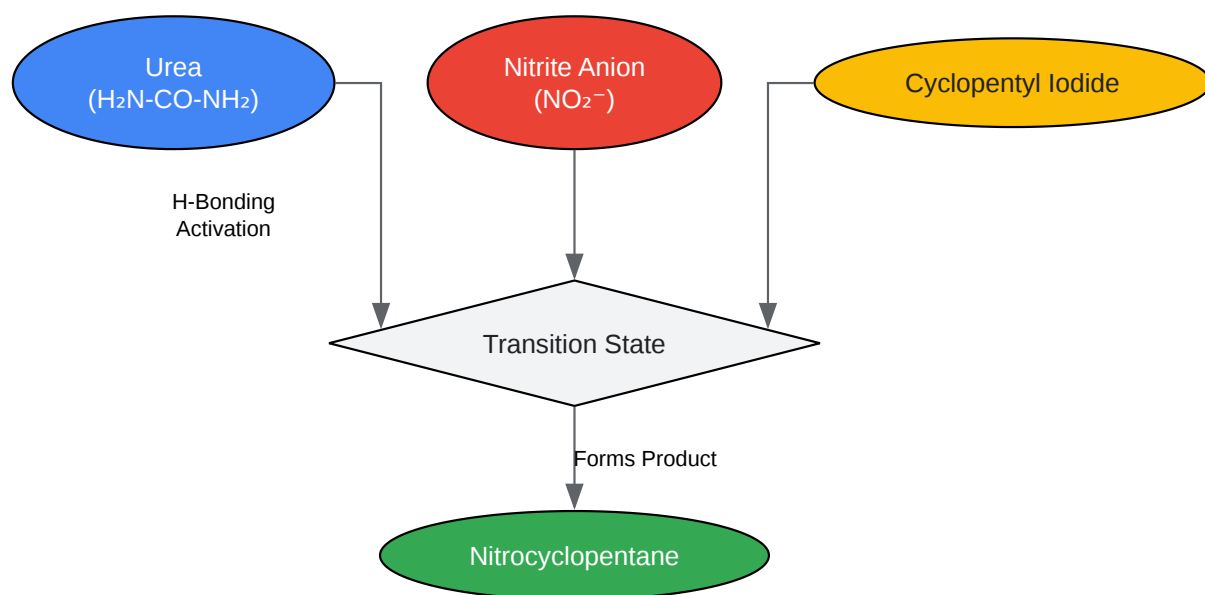 Urea
(H₂N-CO-NH₂)
Nitrite Anion
(NO₂⁻)
Cyclopentyl Iodide
H-Bonding
Activation
Transition State
Forms Product
Nitrocyclopentane